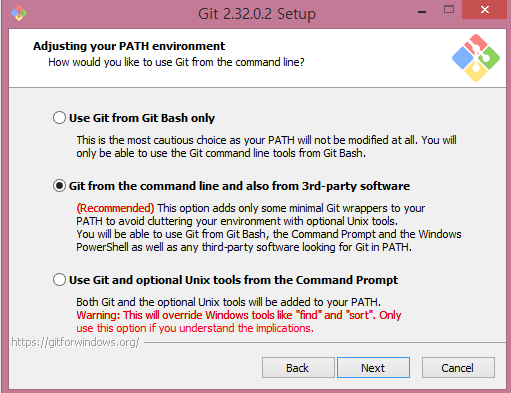 Git 2.32.0.2 Setup
Adjusting your PATH environment
How would you like to use Git from the command line?
Use Git from Git Bash only
This is the most cautious choice as your PATH will not be modified at all. You will
only be able to use the Git command line tools from Git Bash.
Git from the command line and also from 3rd-party software
(Recommended) This option adds only some minimal Git wrappers to your
PATH to avoid cluttering your environment with optional Unix tools.
You will be able to use Git from Git Bash, the Command Prompt and the Windows
PowerShell as well as any third-party software looking for Git in PATH.
Use Git and optional Unix tools from the Command Prompt
Both Git and the optional Unix tools will be added to your PATH.
Warning: This will override Windows tools like "find" and "sort". Only
use this option if you understand the implications.
https://gitforwindows.org/
Back Next Cancel